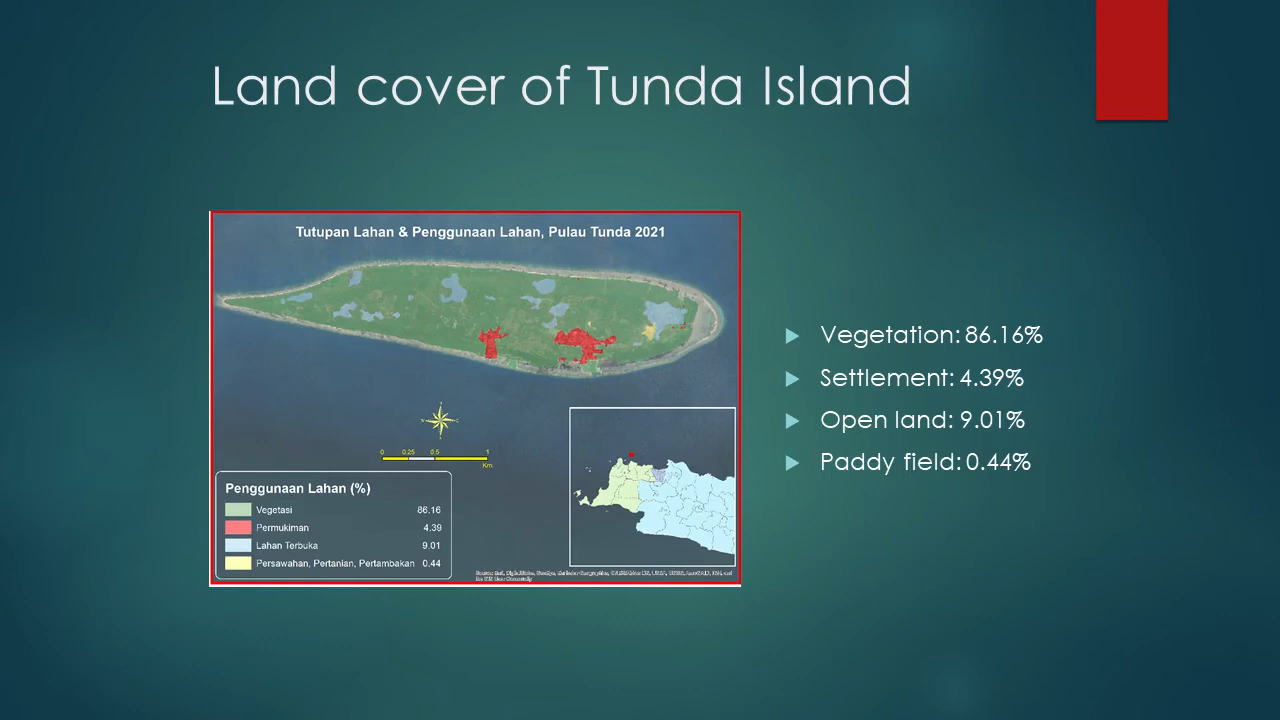 Land cover of Tunda Island
Tutupan Lahan & Penggunaan Lahan, Pulau Tunda 2021
0 0.25 0.5 1
Km.
Penggunaan Lahan (%)
Vegetasi 86.16
Permukiman 4.39
Lahan Terbuka 9.01
Persawahan, Pertanian, Pertambakan 0.44
Vegetation: 86.16%
Settlement: 4.39%
Open land: 9.01%
Paddy field: 0.44%